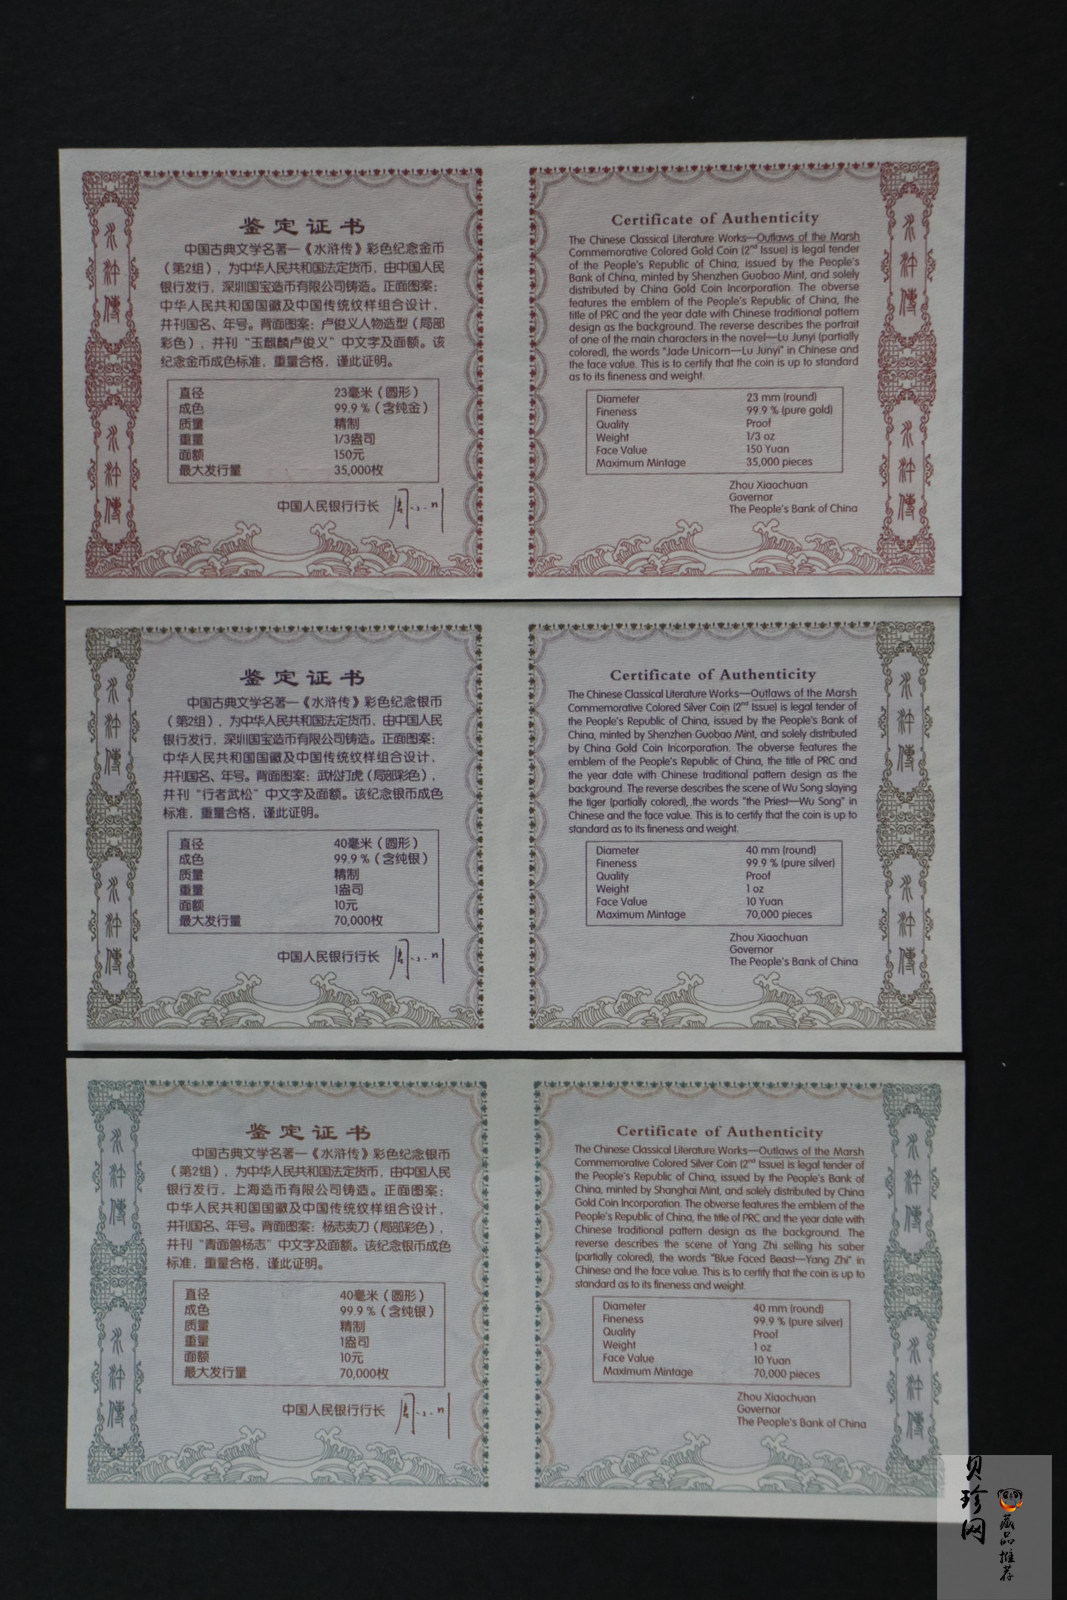 鉴定证书
中国古典文学名著—《水浒传》彩色纪念金币
（第2组），为中华人民共和国法定货币，由中国人民
银行发行，深圳国宝造币有限公司铸造。正面图案：
中华人民共和国国徽及中国传统纹样组合设计，
并刊国名、年号。背面图案：卢俊义人物造型（局部
彩色），并刊“玉麒麟卢俊义”中文字及面额。该
纪念金币成色标准，重量合格，谨此证明。
直径 23毫米（圆形）
成色 99.9%（含纯金）
质量 精制
重量 1/3盎司
面额 150元
最大发行量 35,000枚
中国人民银行行长
Certificate of Authenticity
The Chinese Classical Literature Works—Outlaws of the Marsh
Commemorative Colored Gold Coin (2nd Issue) is legal tender
of the People's Republic of China, issued by the People's
Bank of China, minted by Shenzhen Guobao Mint, and solely
distributed by China Gold Coin Incorporation. The obverse
features the emblem of the People's Republic of China, the
title of PRC and the year date with Chinese traditional pattern
design as the background. The reverse describes the portrait
of one of the main characters in the novel—Lu Junyi (partially
colored), the words "Jade Unicorn—Lu Junyi" in Chinese and
the face value. This is to certify that the coin is up to standard
as to its fineness and weight.
Diameter 23 mm (round)
Fineness 99.9 % (pure gold)
Quality Proof
Weight 1/3 oz
Face Value 150 Yuan
Maximum Mintage 35,000 pieces
Zhou Xiaochuan
Governor
The People's Bank of China
水浒傳
水浒傳
水浒傳
水浒傳
鉴定证书
中国古典文学名著—《水浒传》彩色纪念银币
（第2组），为中华人民共和国法定货币，由中国人民
银行发行，深圳国宝造币有限公司铸造。正面图案：
中华人民共和国国徽及中国传统纹样组合设计，
并刊国名、年号。背面图案：武松打虎（局部彩色），
并刊“行者武松”中文字及面额。该纪念银币成色
标准，重量合格，谨此证明。
直径 40毫米（圆形）
成色 99.9%（含纯银）
质量 精制
重量 1盎司
面额 10元
最大发行量 70,000枚
中国人民银行行长
Certificate of Authenticity
The Chinese Classical Literature Works—Outlaws of the Marsh
Commemorative Colored Silver Coin (2nd Issue) is legal tender of
the People's Republic of China, issued by the People's Bank of
China, minted by Shenzhen Guobao Mint, and solely distributed
by China Gold Coin Incorporation. The obverse features the
emblem of the People's Republic of China, the title of PRC and
the year date with Chinese traditional pattern design as the
background. The reverse describes the scene of Wu Song slaying
the tiger (partially colored), the words "the Priest—Wu Song" in
Chinese and the face value. This is to certify that the coin is up to
standard as to its fineness and weight.
Diameter 40 mm (round)
Fineness 99.9 % (pure silver)
Quality Proof
Weight 1 oz
Face Value 10 Yuan
Maximum Mintage 70,000 pieces
Zhou Xiaochuan
Governor
The People's Bank of China
水浒傳
水浒傳
水浒傳
水浒傳
鉴定证书
中国古典文学名著—《水浒传》彩色纪念银币
（第2组），为中华人民共和国法定货币，由中国人民
银行发行，上海造币有限公司铸造。正面图案：
中华人民共和国国徽及中国传统纹样组合设计，
并刊国名、年号。背面图案：杨志卖刀（局部彩色），
并刊“青面兽杨志”中文字及面额。该纪念银币成色
标准，重量合格，谨此证明。
直径 40毫米（圆形）
成色 99.9%（含纯银）
质量 精制
重量 1盎司
面额 10元
最大发行量 70,000枚
中国人民银行行长
Certificate of Authenticity
The Chinese Classical Literature Works—Outlaws of the Marsh
Commemorative Colored Silver Coin (2nd Issue) is legal tender of
the People's Republic of China, issued by the People's Bank of
China, minted by Shanghai Mint, and solely distributed by China
Gold Coin Incorporation. The obverse features the emblem of the
People's Republic of China, the title of PRC and the year date with
Chinese traditional pattern design as the background. The
reverse describes the scene of Yang Zhi selling his saber
(partially colored), the words "Blue Faced Beast—Yang Zhi" in
Chinese and the face value. This is to certify that the coin is up to
standard as to its fineness and weight.
Diameter 40 mm (round)
Fineness 99.9 % (pure silver)
Quality Proof
Weight 1 oz
Face Value 10 Yuan
Maximum Mintage 70,000 pieces
Zhou Xiaochuan
Governor
The People's Bank of China
水浒傳
水浒傳
水浒傳
水浒傳
贝珍网
藏品推荐